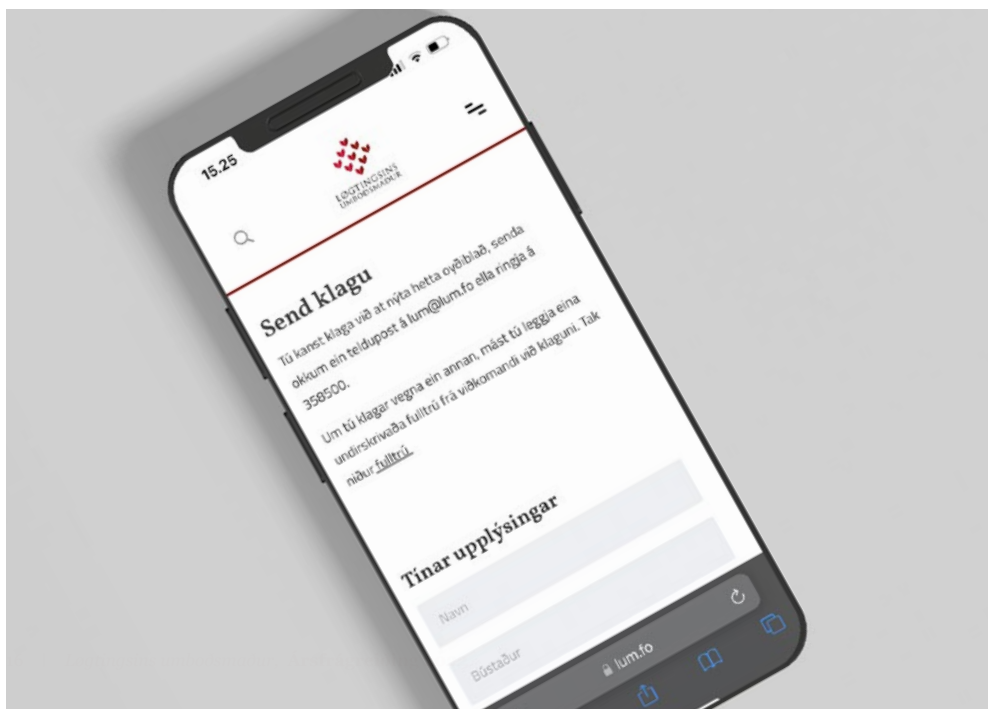 15.25
LØGTINGSINS
UMBOÐSMAÐUR
Send klagu
Tú kanst klaga við at nýta hetta oyðiblað, senda
okkum ein teldupost á lum@lum.fo ella ringja á
358500.
Um tú klagar vegna ein annan, mást tú leggja eina
undirskrivaða fulltrú frá viðkomandi við klaguni. Tak
niður fulltrú.
Tínar upplýsingar
Navn
Bústaður
lum.fo